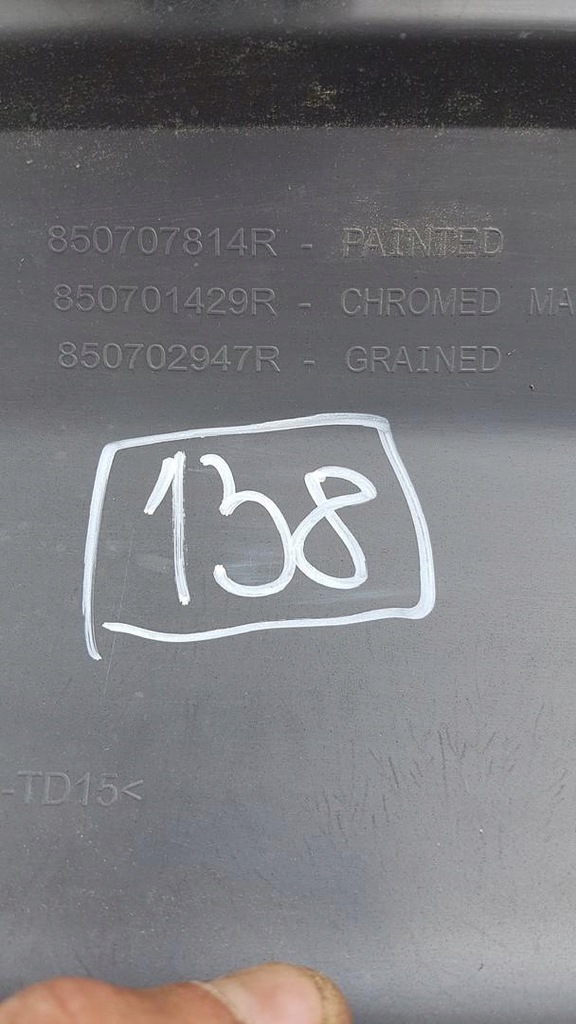 850707814R - PAINTED
850701429R - CHROMED MA
850702947R - GRAINED
138
-TD15<